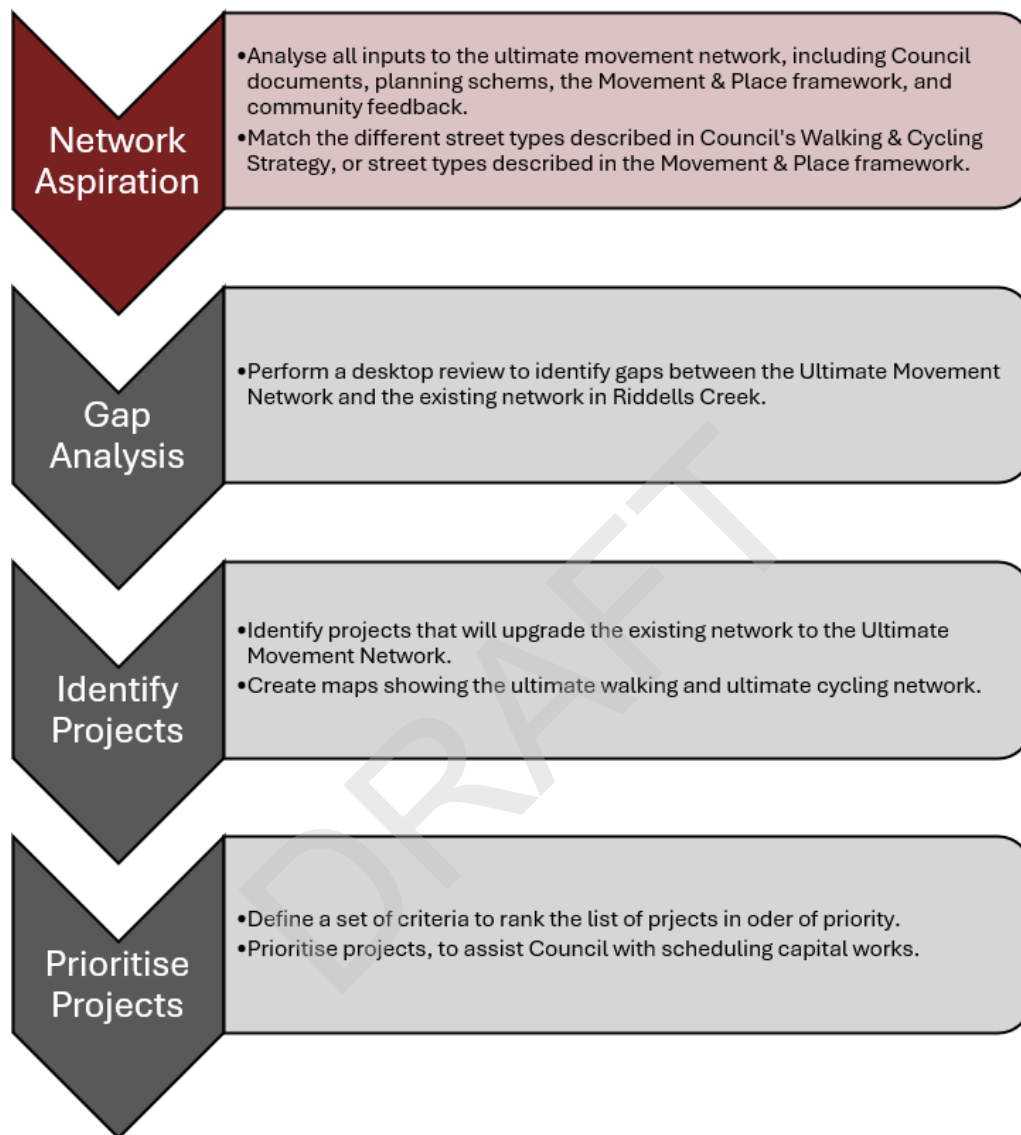 Network
Aspiration
•Analyse all inputs to the ultimate movement network, including Council
documents, planning schems, the Movement & Place framework, and
community feedback.
•Match the different street types described in Council's Walking & Cycling
Strategy, or street types described in the Movement & Place framework.
Gap
Analysis
•Perform a desktop review to identify gaps between the Ultimate Movement
Network and the existing network in Riddells Creek.
Identify
Projects
•Identify projects that will upgrade the existing network to the Ultimate
Movement Network.
•Create maps showing the ultimate walking and ultimate cycling network.
Prioritise
Projects
•Define a set of criteria to rank the list of prjects in oder of priority.
•Prioritise projects, to assist Council with scheduling capital works.
DRAFT